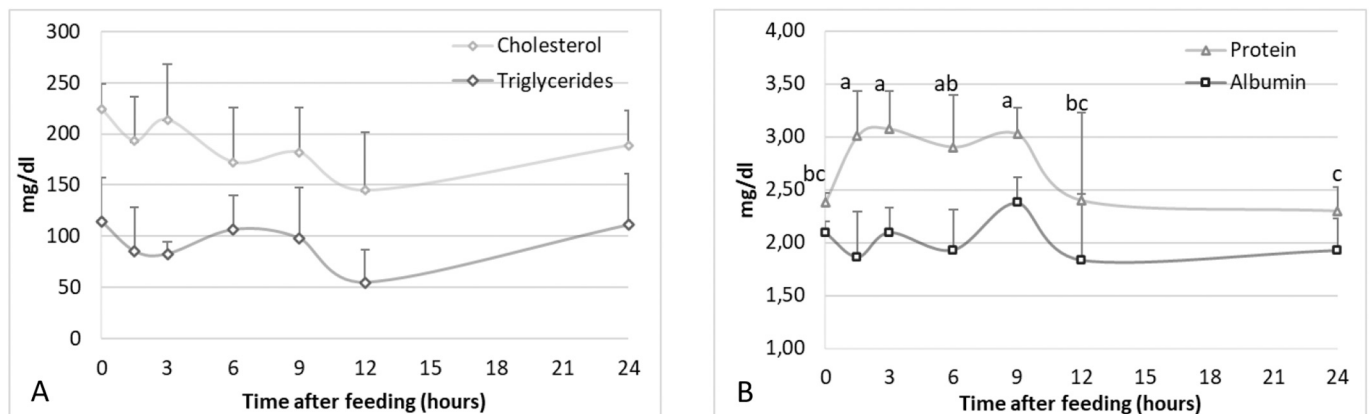 300
250
200
150
100
50
0
mg/dl
Cholesterol
Triglycerides
0 3 6 9 12 15 18 21 24
Time after feeding (hours)
A
4,00
3,50
3,00
2,50
2,00
1,50
1,00
mg/dl
Protein
Albumin
bc a a ab a bc c
0 3 6 9 12 15 18 21 24
Time after feeding (hours)
B